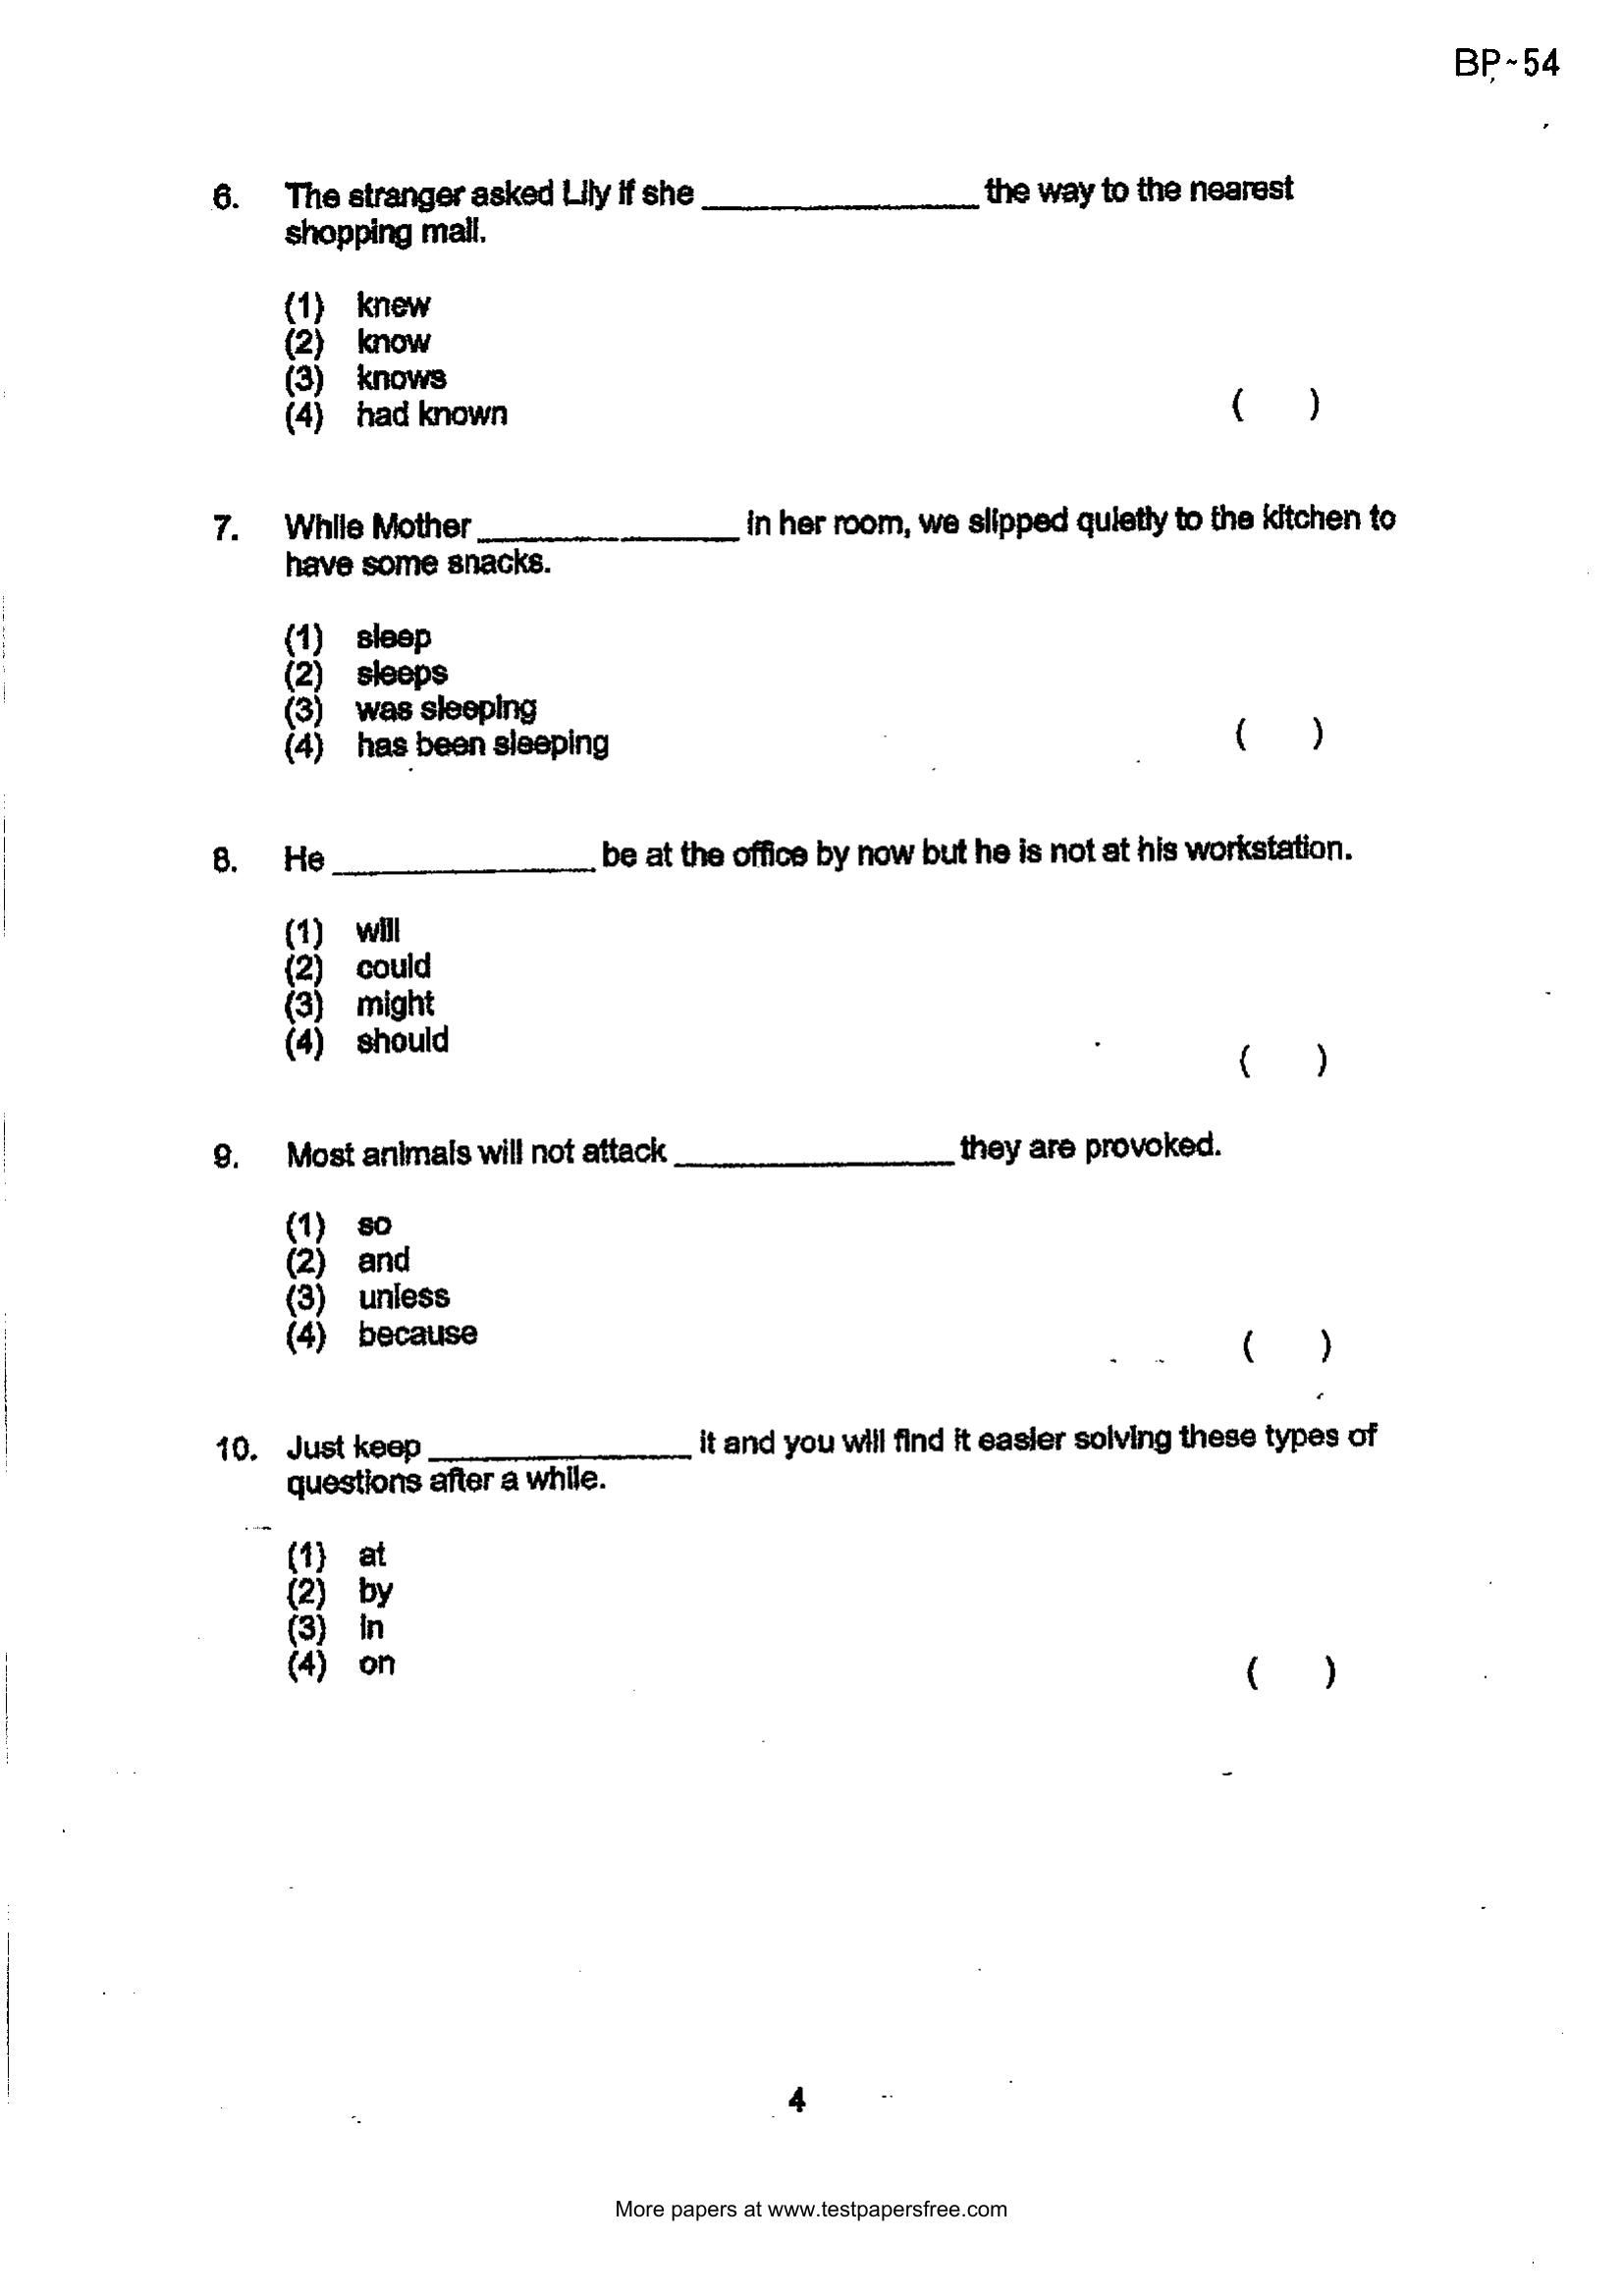 BP-54
6. The stranger asked Lily if she ________________ the way to the nearest
shopping mall.
(1) knew
(2) know
(3) knows
(4) had known ( )
7. While Mother ________________ in her room, we slipped quietly to the kitchen to
have some snacks.
(1) sleep
(2) sleeps
(3) was sleeping
(4) has been sleeping ( )
8. He ________________ be at the office by now but he is not at his workstation.
(1) will
(2) could
(3) might
(4) should ( )
9. Most animals will not attack ________________ they are provoked.
(1) so
(2) and
(3) unless
(4) because ( )
10. Just keep ________________ it and you will find it easier solving these types of
questions after a while.
(1) at
(2) by
(3) in
(4) on ( )
4
More papers at www.testpapersfree.com